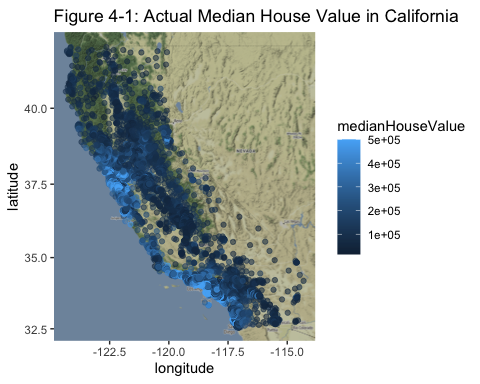 Figure 4-1: Actual Median House Value in California
latitude
40.0
37.5
35.0
32.5
-122.5
-120.0
-117.5
-115.0
longitude
medianHouseValue
5e+05
4e+05
3e+05
2e+05
1e+05